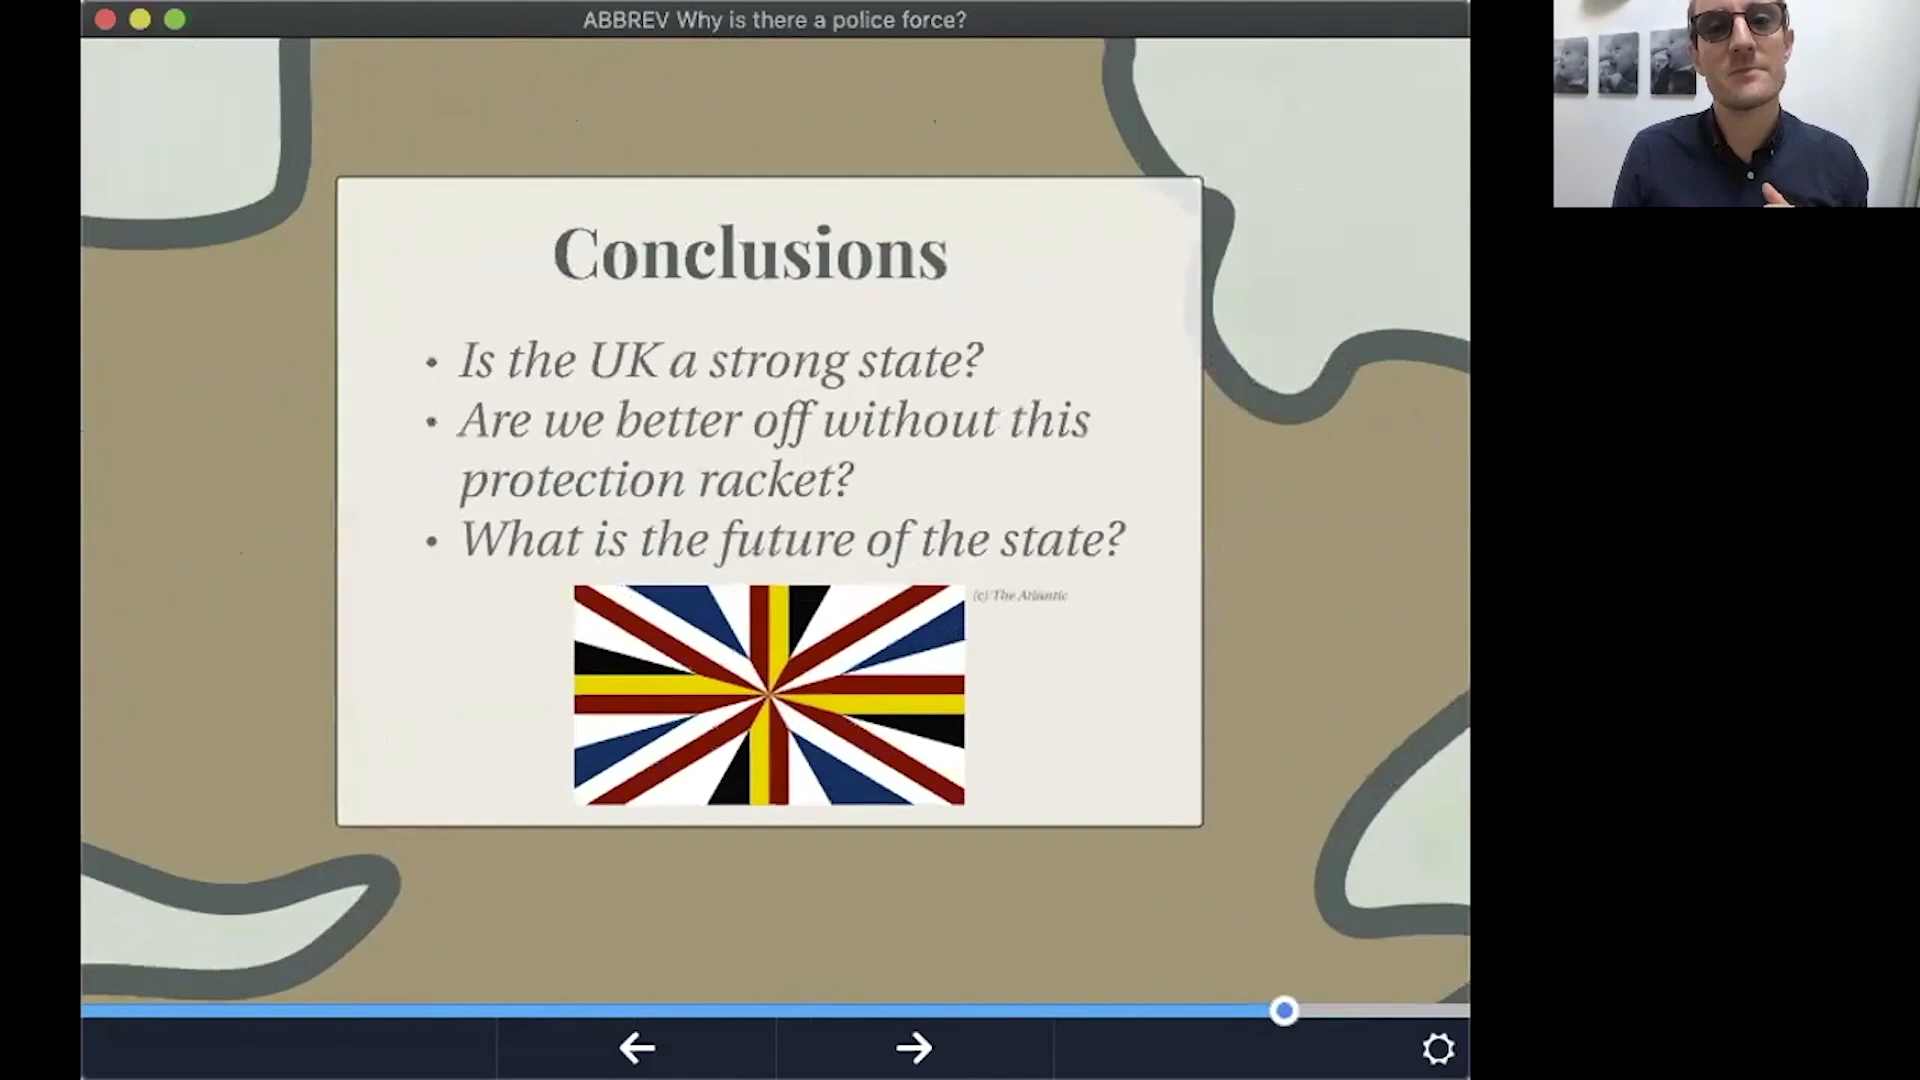 ABBREV Why is there a police force?
Conclusions
• Is the UK a strong state?
• Are we better off without this
protection racket?
• What is the future of the state?
(c) The Atlantic